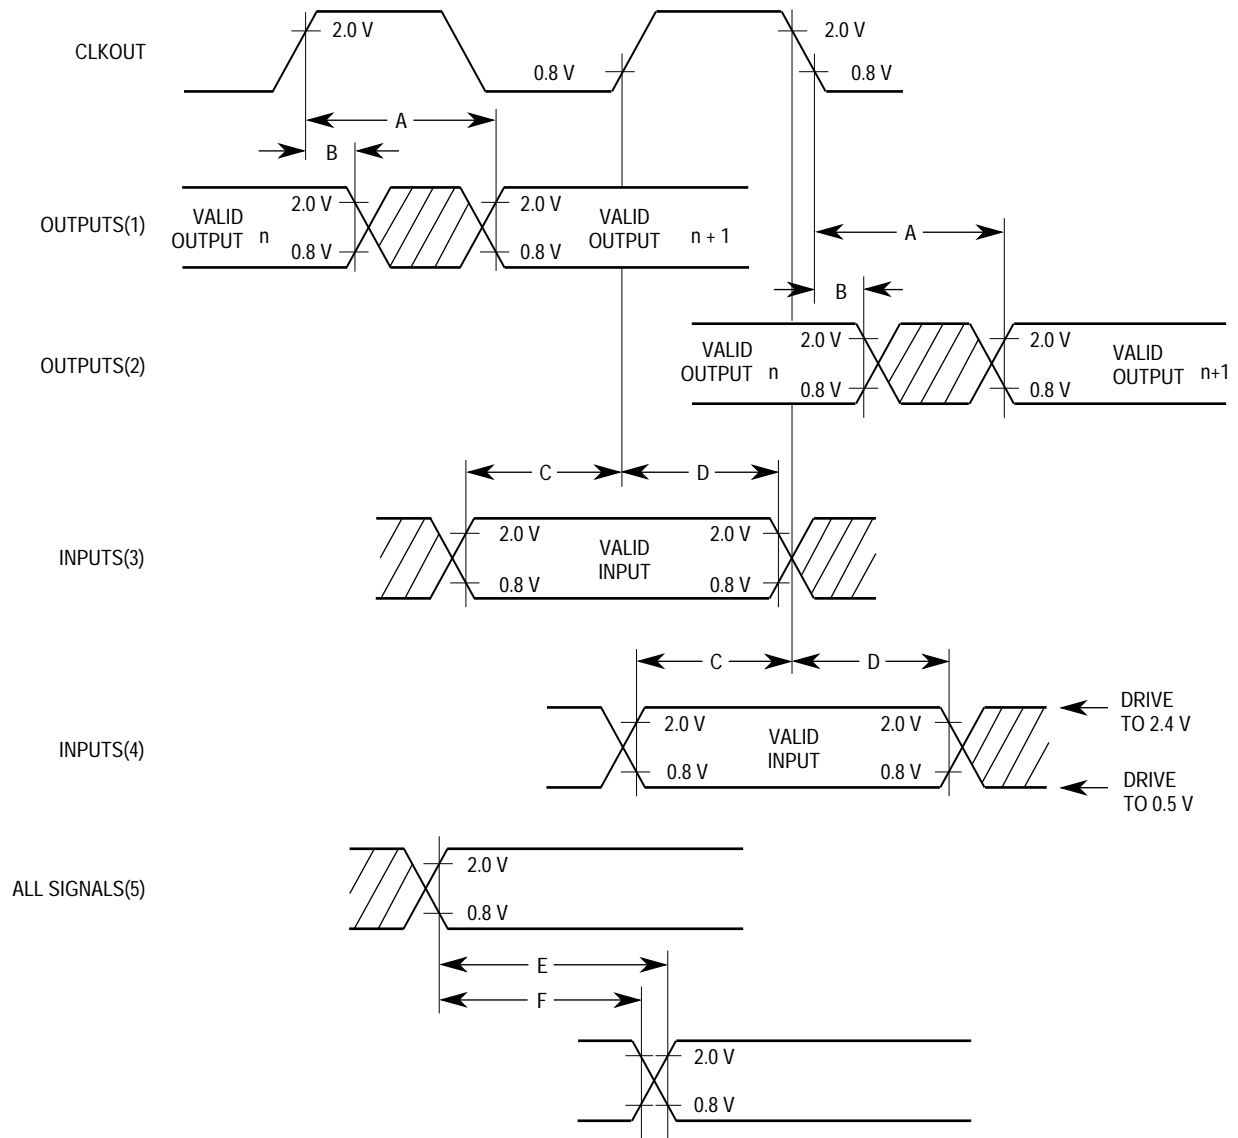 CLKOUT
2.0 V
0.8 V
2.0 V
0.8 V
A
B
OUTPUTS(1)
VALID
OUTPUT n
2.0 V
0.8 V
2.0 V
0.8 V
VALID
OUTPUT n + 1
A
B
OUTPUTS(2)
VALID
OUTPUT n
2.0 V
0.8 V
2.0 V
0.8 V
VALID
OUTPUT n+1
C
D
INPUTS(3)
2.0 V
0.8 V
VALID
INPUT
2.0 V
0.8 V
C
D
INPUTS(4)
2.0 V
0.8 V
VALID
INPUT
2.0 V
0.8 V
DRIVE
TO 2.4 V
DRIVE
TO 0.5 V
ALL SIGNALS(5)
2.0 V
0.8 V
E
F
2.0 V
0.8 V